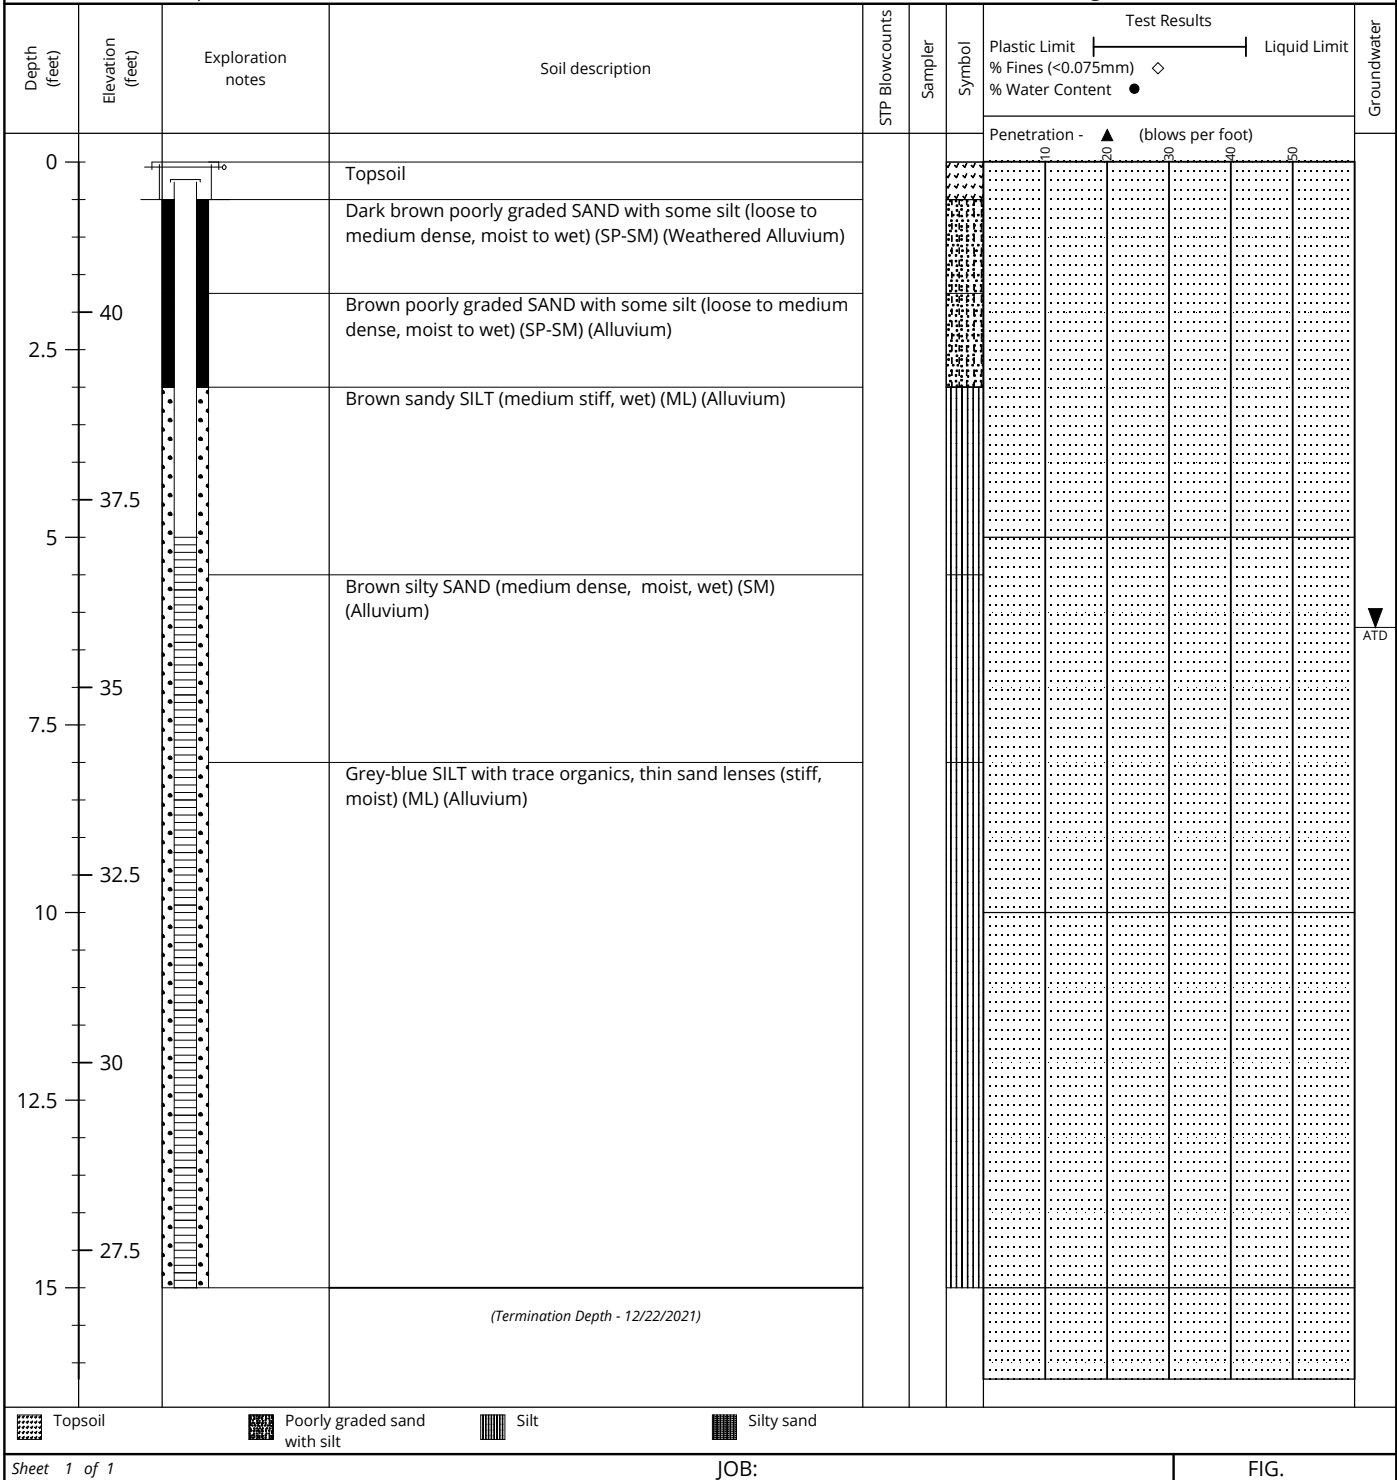 Depth
(feet)
Elevation
(feet)
Exploration
notes
Soil description
STP Blowcounts
Sampler
Symbol
Test Results
Plastic Limit
Liquid Limit
% Fines (<0.075mm)
% Water Content
Penetration -
(blows per foot)
10
20
30
40
50
Groundwater
0
2.5
5
7.5
10
12.5
15
40
37.5
35
32.5
30
27.5
Topsoil
Dark brown poorly graded SAND with some silt (loose to
medium dense, moist to wet) (SP-SM) (Weathered Alluvium)
Brown poorly graded SAND with some silt (loose to medium
dense, moist to wet) (SP-SM) (Alluvium)
Brown sandy SILT (medium stiff, wet) (ML) (Alluvium)
Brown silty SAND (medium dense,  moist, wet) (SM)
(Alluvium)
Grey-blue SILT with trace organics, thin sand lenses (stiff,
moist) (ML) (Alluvium)
(Termination Depth - 12/22/2021)
ATD
Topsoil
Poorly graded sand
with silt
Silt
Silty sand
Sheet 1 of 1
JOB:
FIG.